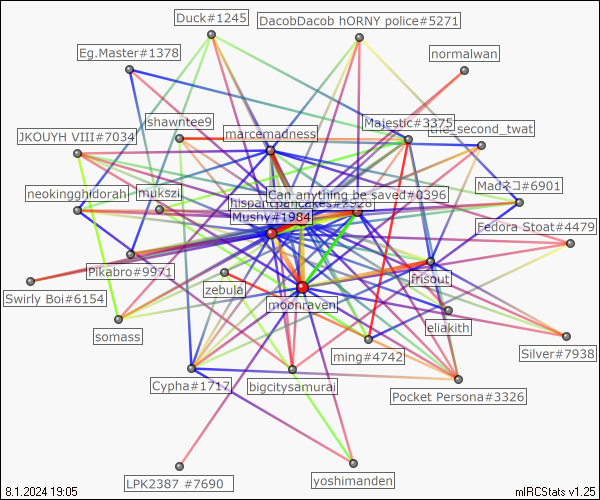 Duck#1245
DacobDacob hORNY police#5271
Eg.Master#1378
normalwan
shawntee9
Majestic#3375
the_second_twat
JKOUYH VIII#7034
marcemadness
neokingghidorah
mukszil
Can anything be saved#0396
Madネコ#6901
hispanicpancakes#2928
Mushy#1984
Fedora Stoat#4479
Pikabro#9971
frisout
Swirly Boi#6154
zebula
moonraven
somass
eliakith
ming#4742
Silver#7938
Cypha#1717
bigcitysamurai
Pocket Persona#3326
LPK2387 #7690
yoshimanden
8.1.2024 19:05
mIRCStats v1.25